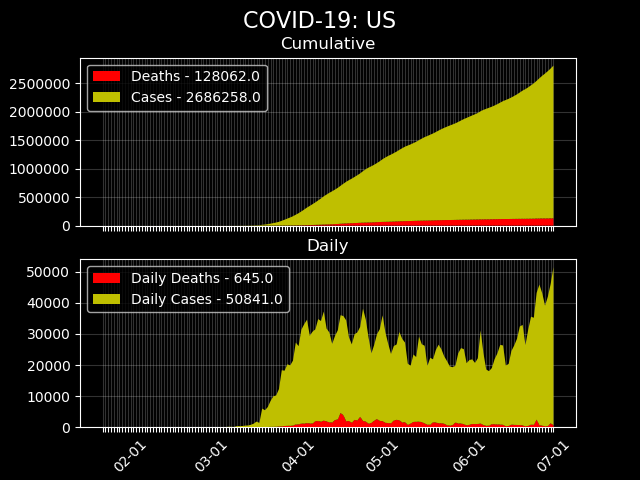 COVID-19: US
Cumulative
Deaths - 128062.0
Cases - 2686258.0
2500000
2000000
1500000
1000000
500000
0
Daily
Daily Deaths - 645.0
Daily Cases - 50841.0
50000
40000
30000
20000
10000
0
02-01
03-01
04-01
05-01
06-01
07-01